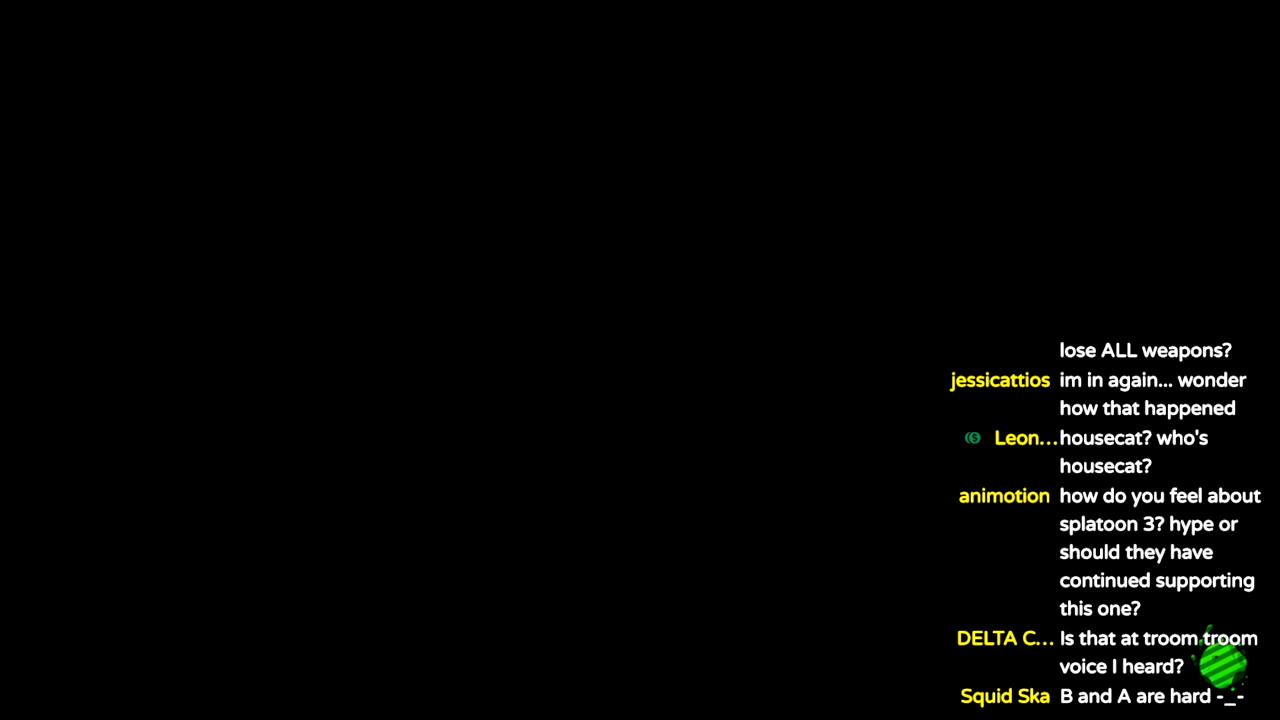 lose ALL weapons?
jessicattios im in again... wonder
how that happened
Leon... housecat? who's
housecat?
animotion how do you feel about
splatoon 3? hype or
should they have
continued supporting
this one?
DELTA C... Is that at troom troom
voice I heard?
Squid Ska B and A are hard -_-